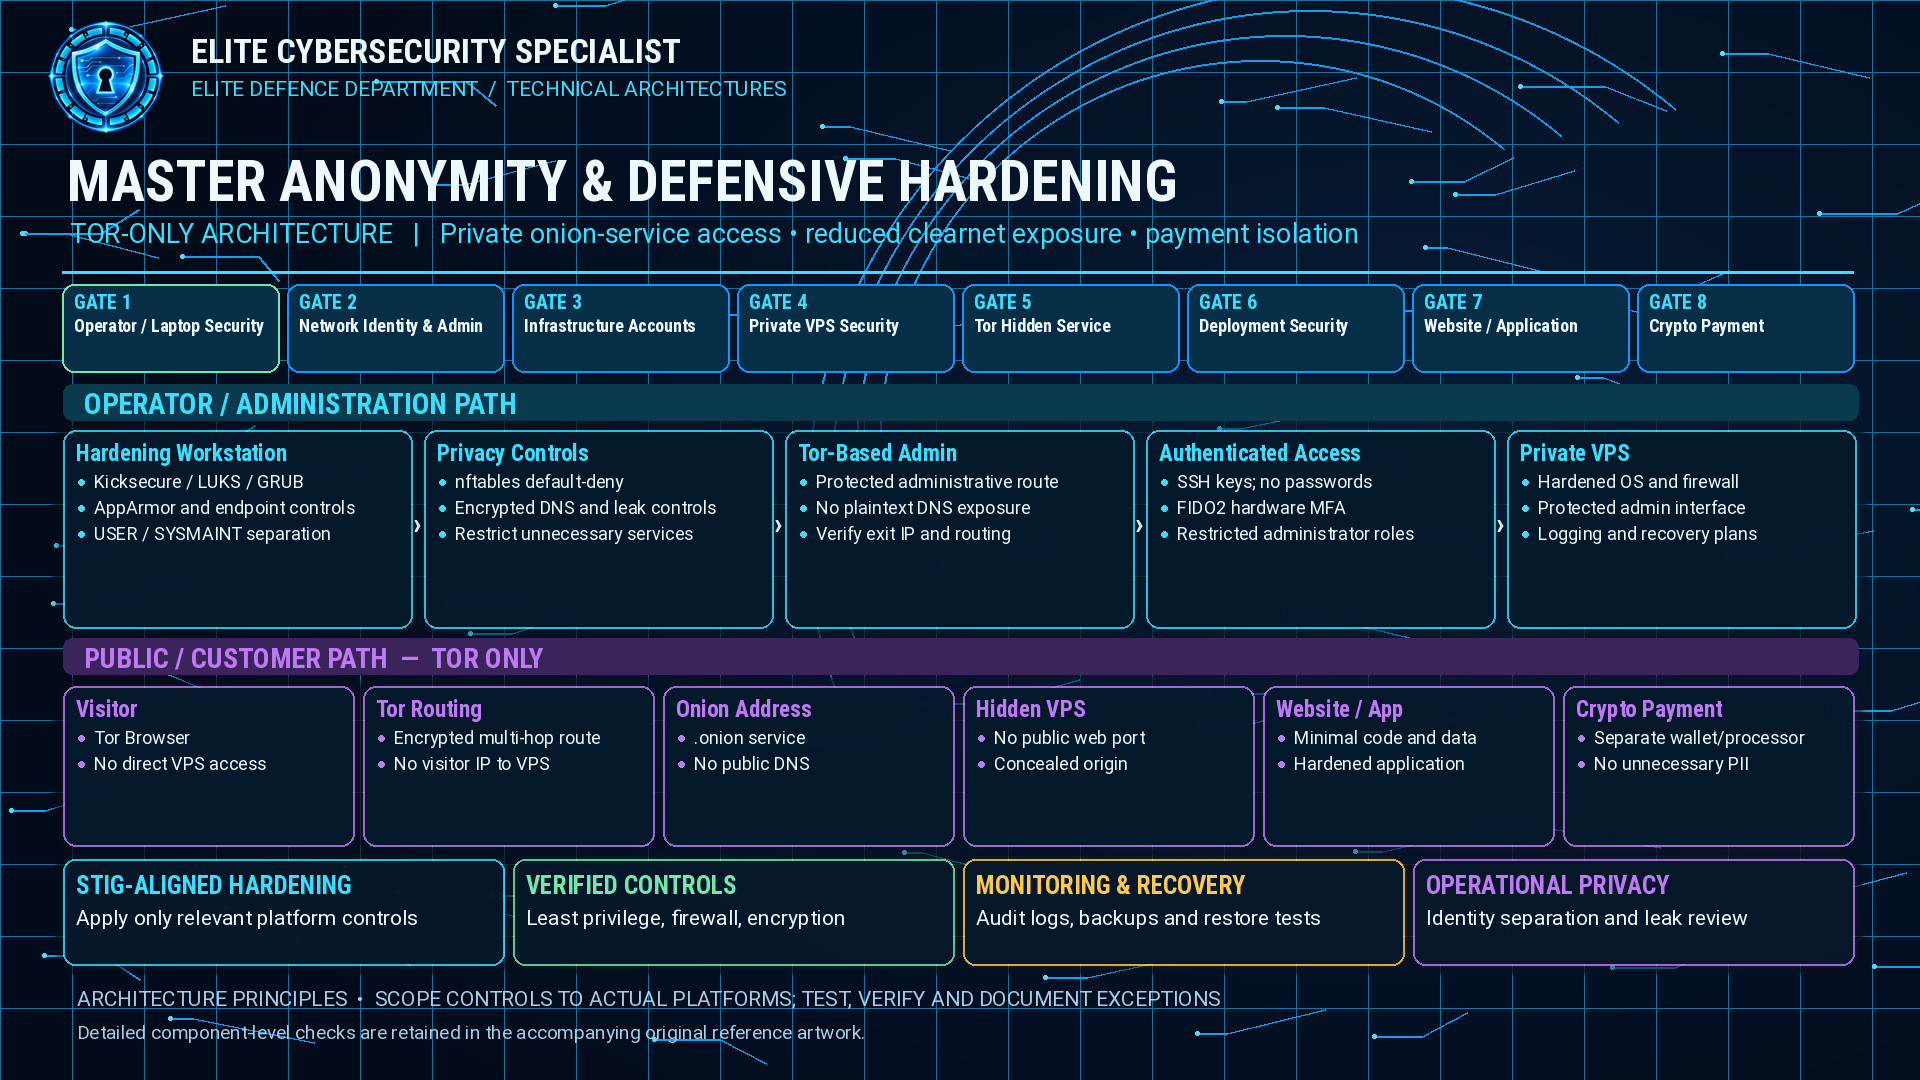 ELITE CYBERSECURITY SPECIALIST
ELITE DEFENCE DEPARTMENT / TECHNICAL ARCHITECTURES
MASTER ANONYMITY & DEFENSIVE HARDENING
TOR-ONLY ARCHITECTURE | Private onion-service access • reduced clearnet exposure • payment isolation
GATE 1
Operator / Laptop Security
GATE 2
Network Identity & Admin
GATE 3
Infrastructure Accounts
GATE 4
Private VPS Security
GATE 5
Tor Hidden Service
GATE 6
Deployment Security
GATE 7
Website / Application
GATE 8
Crypto Payment
OPERATOR / ADMINISTRATION PATH
Hardening Workstation
• Kicksecure / LUKS / GRUB
• AppArmor and endpoint controls
• USER / SYSMAINT separation
›
Privacy Controls
• nftables default-deny
• Encrypted DNS and leak controls
• Restrict unnecessary services
›
Tor-Based Admin
• Protected administrative route
• No plaintext DNS exposure
• Verify exit IP and routing
›
Authenticated Access
• SSH keys; no passwords
• FIDO2 hardware MFA
• Restricted administrator roles
›
Private VPS
• Hardened OS and firewall
• Protected admin interface
• Logging and recovery plans
PUBLIC / CUSTOMER PATH — TOR ONLY
Visitor
• Tor Browser
• No direct VPS access
Tor Routing
• Encrypted multi-hop route
• No visitor IP to VPS
Onion Address
• .onion service
• No public DNS
Hidden VPS
• No public web port
• Concealed origin
Website / App
• Minimal code and data
• Hardened application
Crypto Payment
• Separate wallet/processor
• No unnecessary PII
STIG-ALIGNED HARDENING
Apply only relevant platform controls
VERIFIED CONTROLS
Least privilege, firewall, encryption
MONITORING & RECOVERY
Audit logs, backups and restore tests
OPERATIONAL PRIVACY
Identity separation and leak review
ARCHITECTURE PRINCIPLES • SCOPE CONTROLS TO ACTUAL PLATFORMS; TEST, VERIFY AND DOCUMENT EXCEPTIONS
Detailed component-level checks are retained in the accompanying original reference artwork.